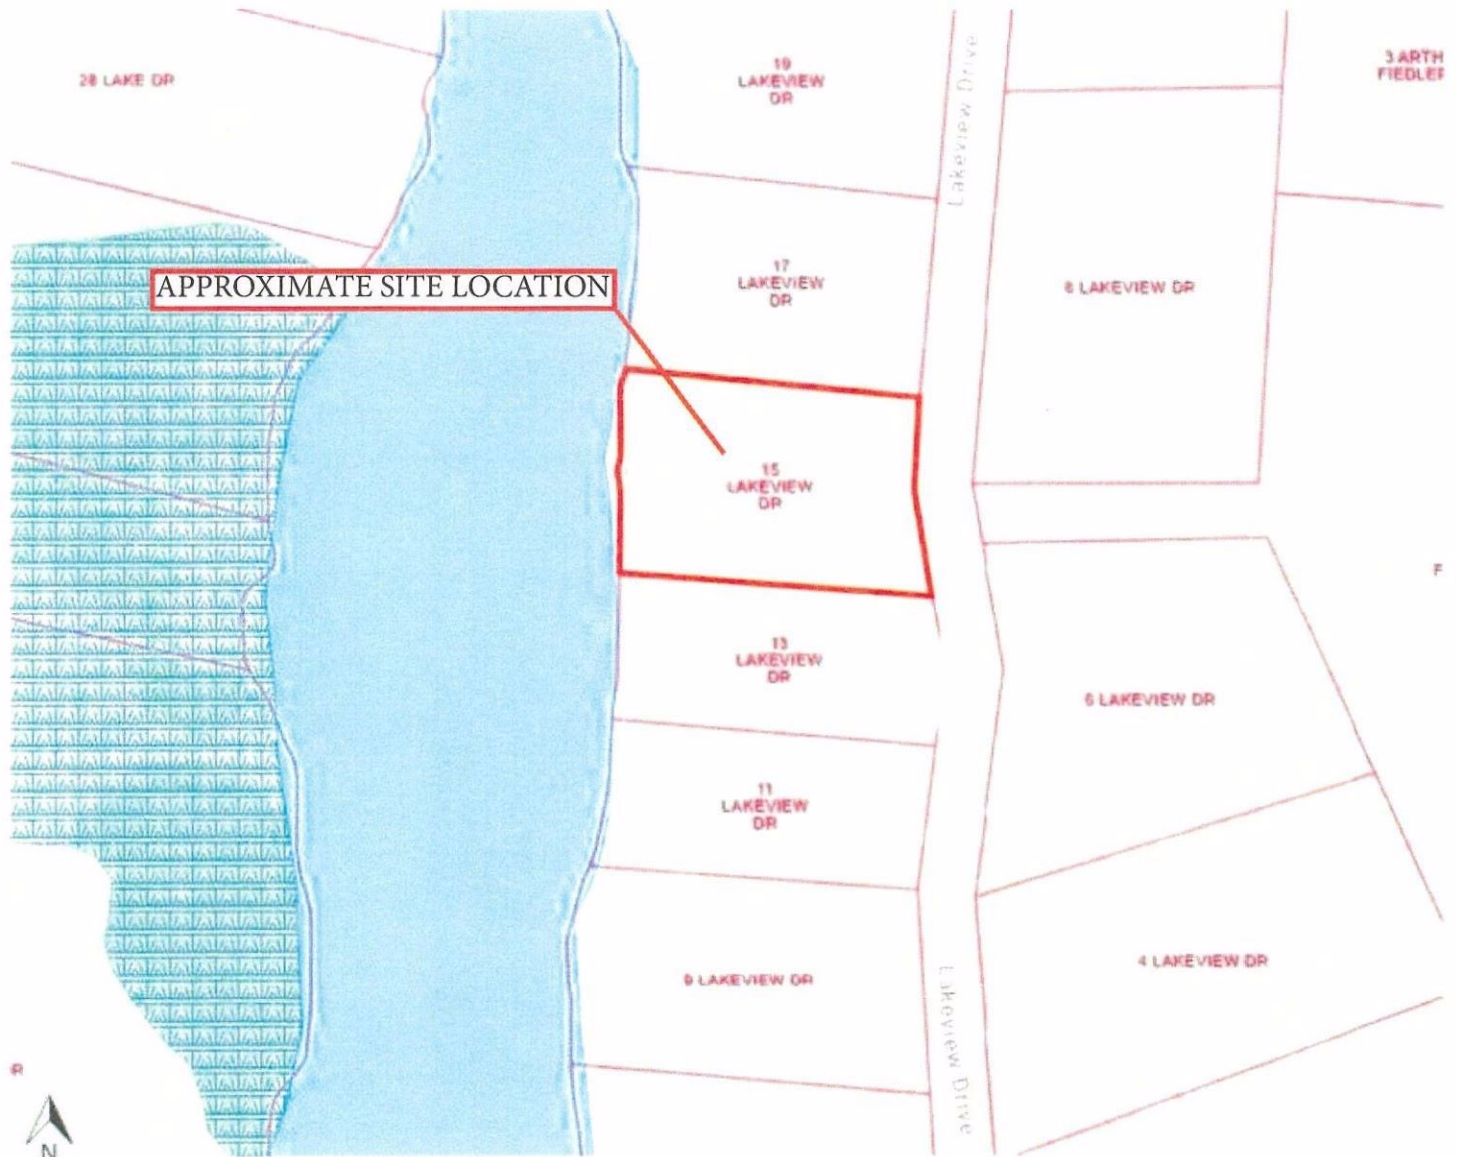 28 LAKE DR
19
LAKEVIEW
DR
Lakeview Drive
3 ARTH
FIEDLER
APPROXIMATE SITE LOCATION
17
LAKEVIEW
DR
8 LAKEVIEW DR
15
LAKEVIEW
DR
F
13
LAKEVIEW
DR
6 LAKEVIEW DR
11
LAKEVIEW
DR
9 LAKEVIEW DR
4 LAKEVIEW DR
Lakeview Drive
R
N